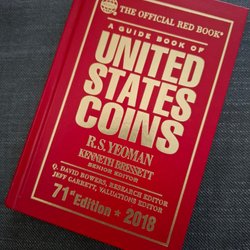 THE OFFICIAL RED BOOK®
A GUIDE BOOK OF
UNITED
STATES
COINS
R.S. YEOMAN
KENNETH BRESSETT
SENIOR EDITOR
Q. DAVID BOWERS, RESEARCH EDITOR
JEFF GARRETT, VALUATIONS EDITOR
71st Edition ★ 2018